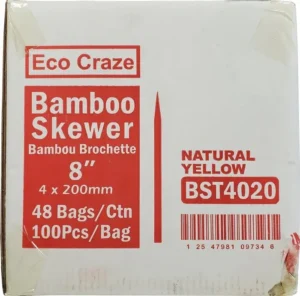 Eco Craze
Bamboo
Skewer
Bambou Brochette
8”
4 x 200mm
48 Bags/Ctn
100Pcs/Bag
NATURAL
YELLOW
BST4020
1 25 47981 09734 6